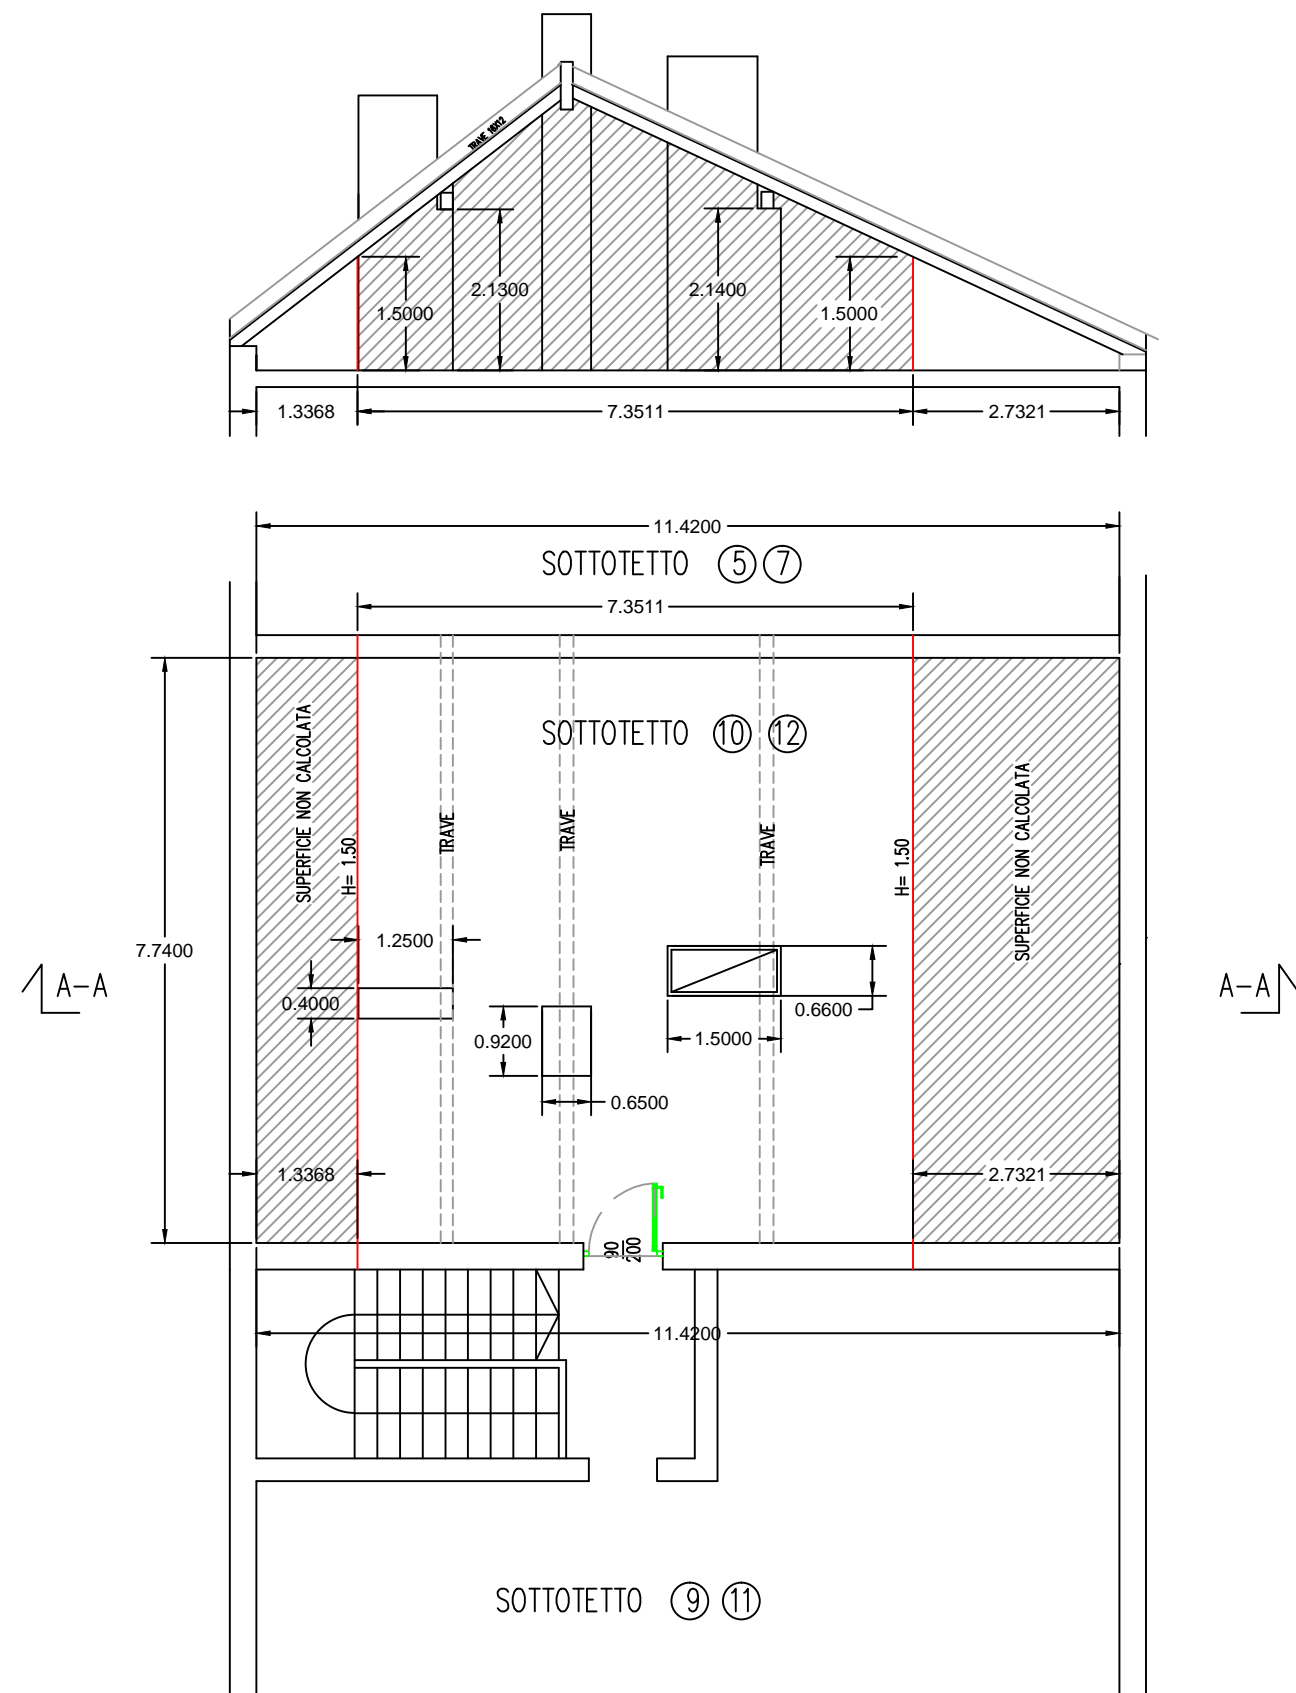 TRAVE 16X12
2.1300
2.1400
1.5000
1.5000
1.3368
7.3511
2.7321
11.4200
SOTTOTETTO 5 7
7.3511
SOTTOTETTO 10 12
SUPERFICIE NON CALCOLATA
H= 1.50
TRAVE
TRAVE
TRAVE
H= 1.50
SUPERFICIE NON CALCOLATA
1.2500
7.7400
A-A
A-A
0.4000
0.6600
0.9200
1.5000
0.6500
1.3368
2.7321
90
200
11.4200
SOTTOTETTO 9 11